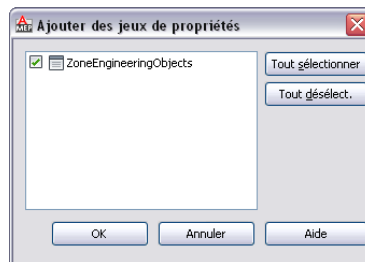 Ajouter des jeux de propriétés
ZoneEngineeringObjects
Tout sélectionner
Tout désélect.
OK
Annuler
Aide